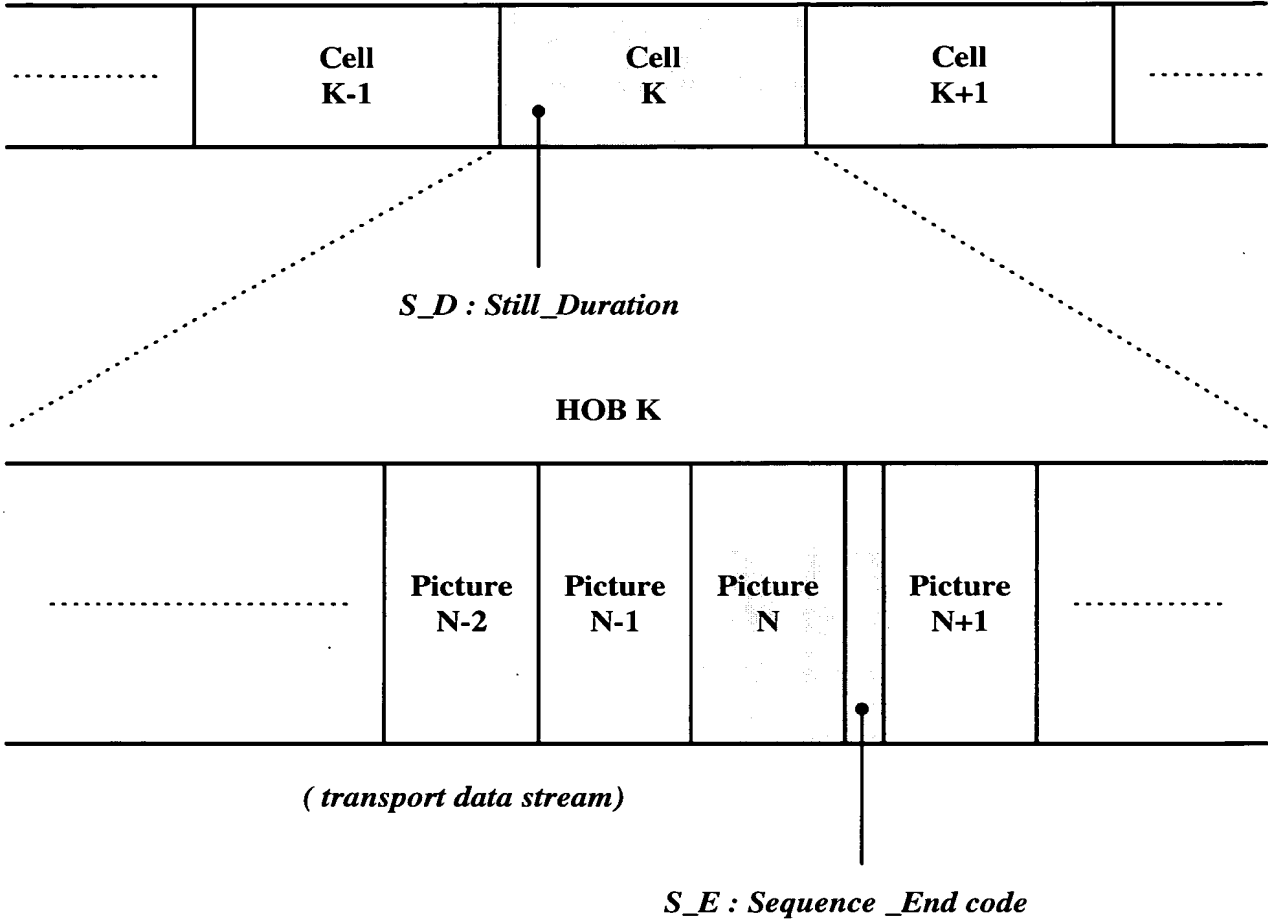 Cell
K-1
Cell
K
Cell
K+1
S_D : Still_Duration
HOB K
Picture
N-2
Picture
N-1
Picture
N
Picture
N+1
( transport data stream)
S_E : Sequence _End code